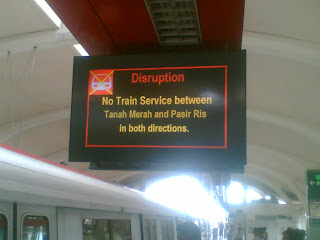 Disruption
No Train Service between
Tanah Merah and Pasir Ris
in both directions.